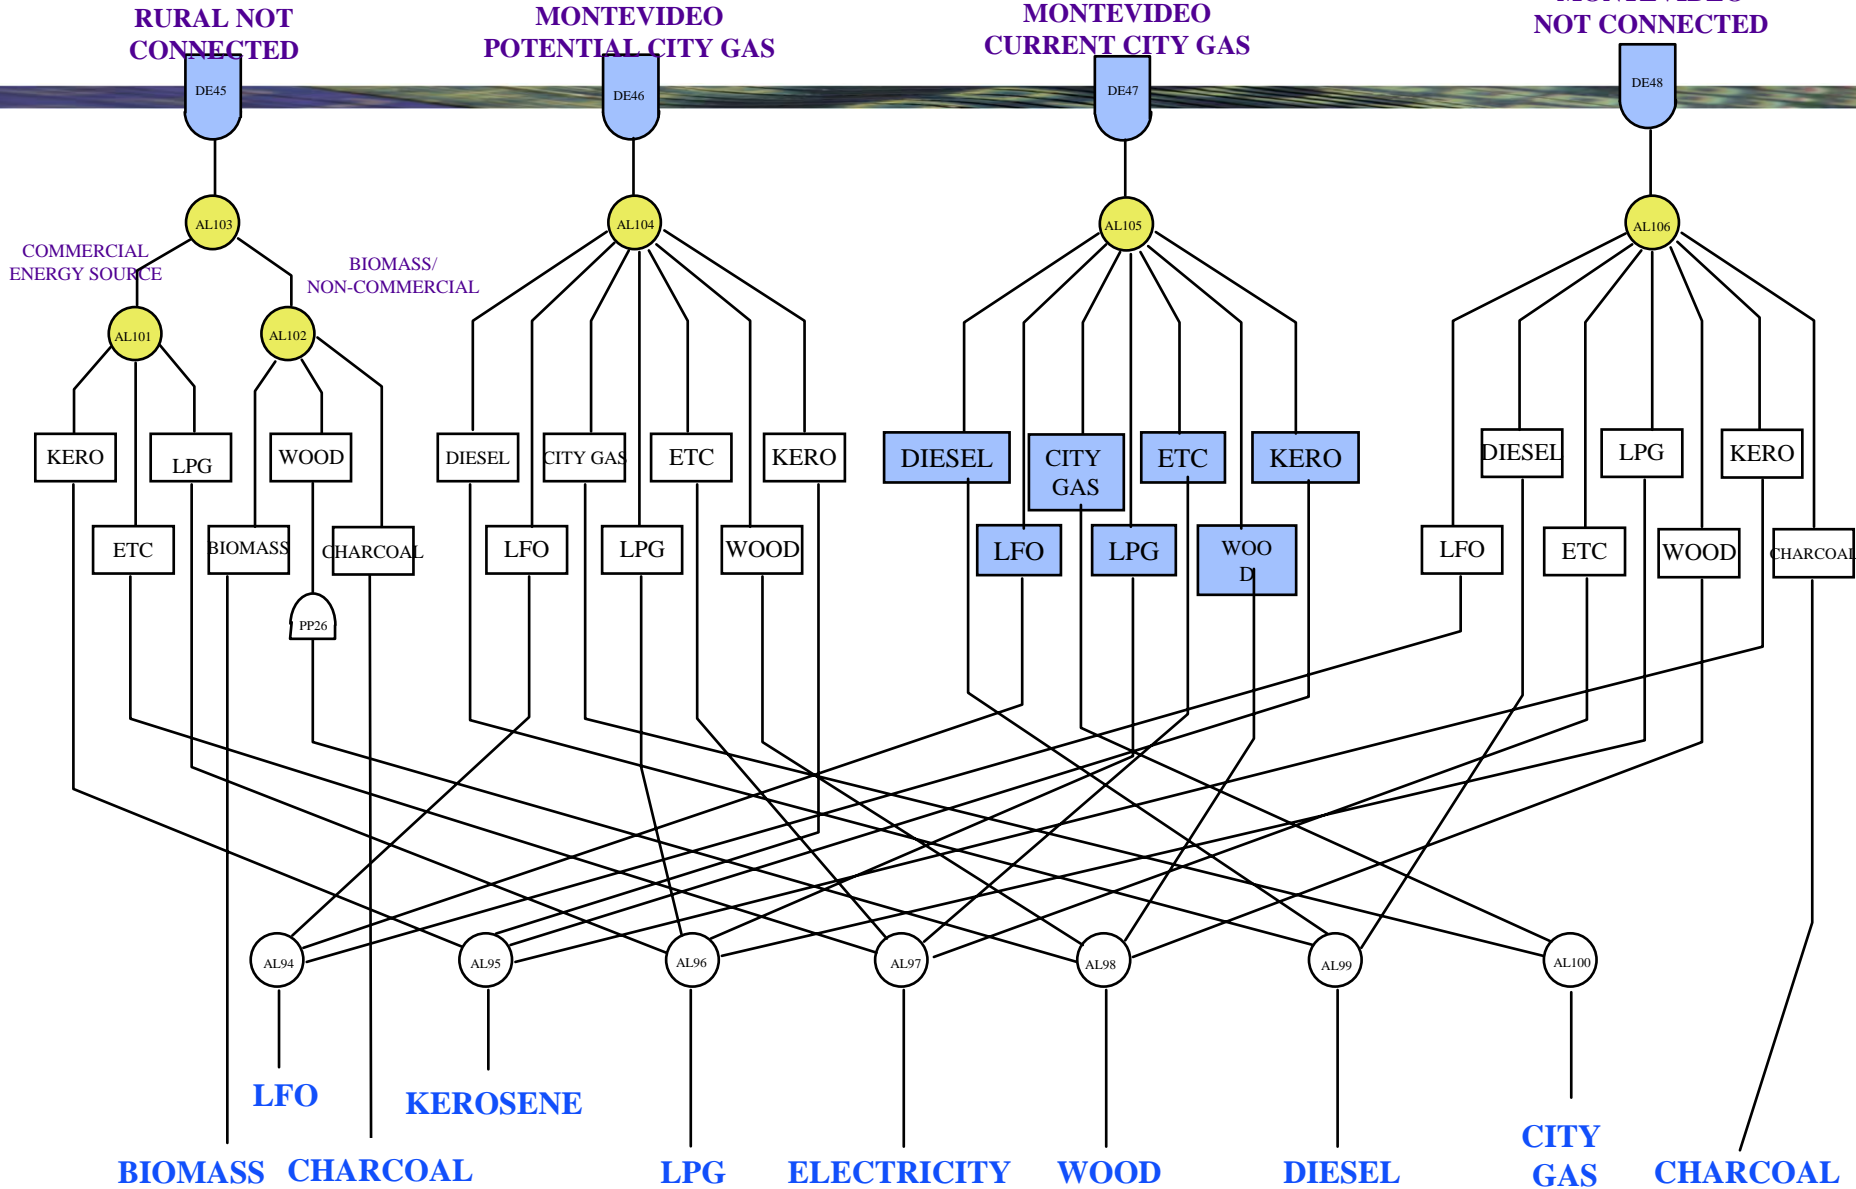 RURAL NOT
CONNECTED
MONTEVIDEO
POTENTIAL CITY GAS
MONTEVIDEO
CURRENT CITY GAS
MONTEVIDEO
NOT CONNECTED
DE45
DE46
DE47
DE48
AL103
AL104
AL105
AL106
COMMERCIAL
ENERGY SOURCE
BIOMASS/
NON-COMMERCIAL
AL101
AL102
KERO
LPG
WOOD
DIESEL
CITY GAS
ETC
KERO
DIESEL
CITY
GAS
ETC
KERO
DIESEL
LPG
KERO
ETC
BIOMASS
CHARCOAL
LFO
LPG
WOOD
LFO
LPG
WOO
D
LFO
ETC
WOOD
CHARCOAL
PP26
AL94
AL95
AL96
AL97
AL98
AL99
AL100
LFO
KEROSENE
BIOMASS
CHARCOAL
LPG
ELECTRICITY
WOOD
DIESEL
CITY
GAS
CHARCOAL